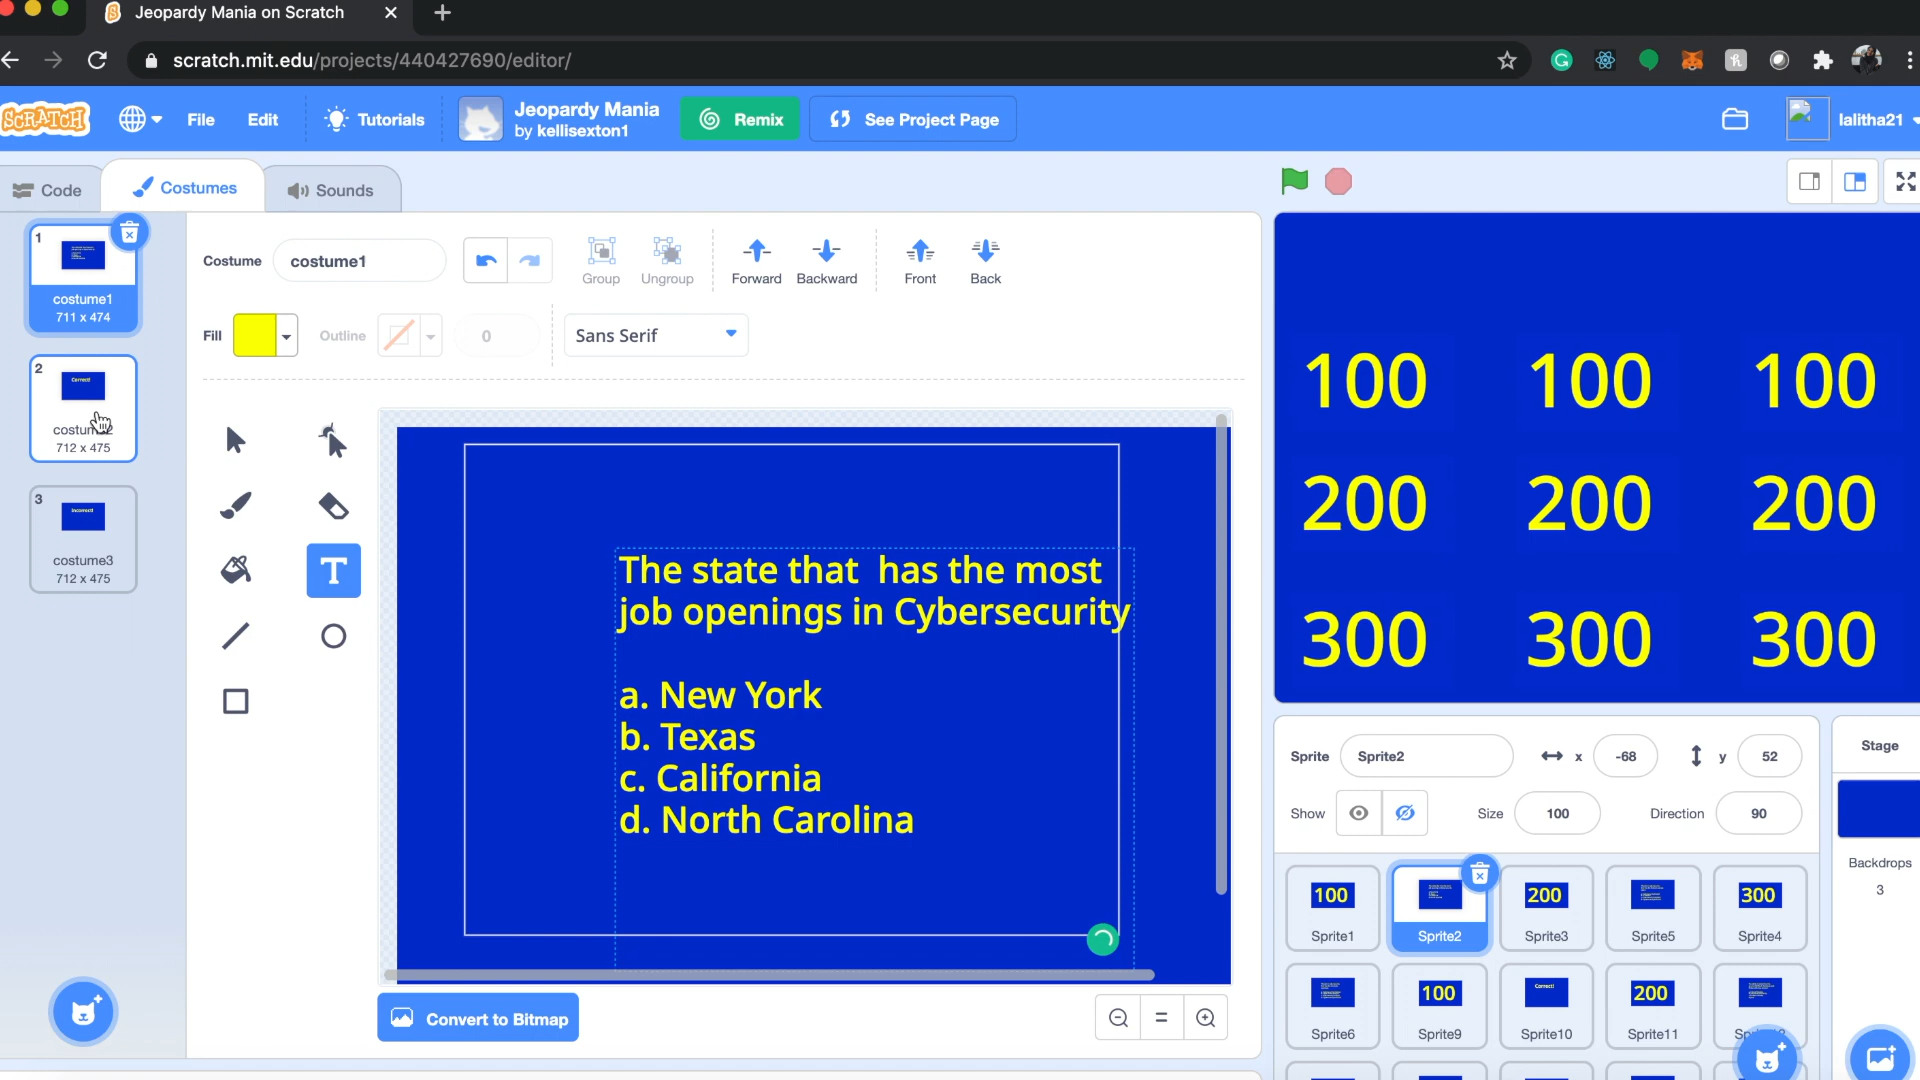 Jeopardy Mania on Scratch
scratch.mit.edu/projects/440427690/editor/
SCRATCH
File
Edit
Tutorials
Jeopardy Mania
by kellisexton1
Remix
See Project Page
lalitha21
Code
Costumes
Sounds
1
costume1
711 x 474
2
712 x 475
3
costume3
712 x 475
Costume
costume1
Group
Ungroup
Forward
Backward
Front
Back
Fill
Outline
0
Sans Serif
T
The state that  has the most
job openings in Cybersecurity
a. New York
b. Texas
c. California
d. North Carolina
Convert to Bitmap
100 100 100
200 200 200
300 300 300
Sprite
Sprite2
x
-68
y
52
Show
Size
100
Direction
90
Stage
Backdrops
3
100
200
300
Sprite1
Sprite2
Sprite3
Sprite5
Sprite4
100
Correct!
200
Sprite6
Sprite9
Sprite10
Sprite11
Correct!
Incorrect!